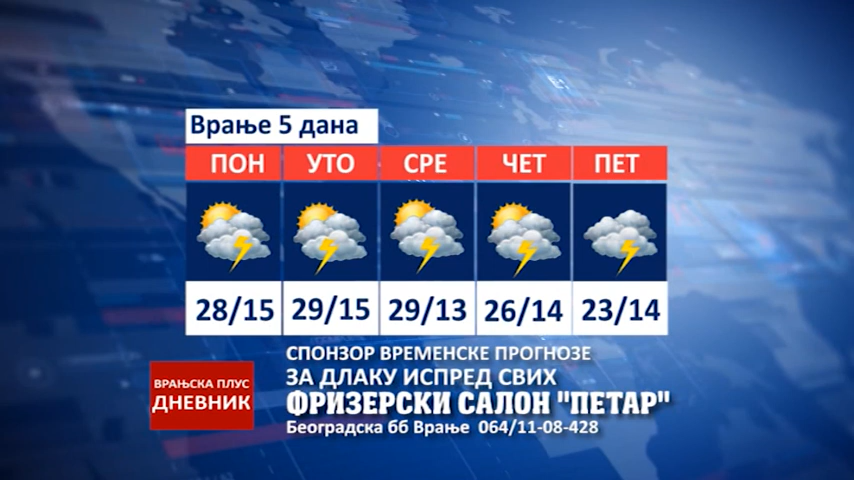 Врање 5 дана
ПОН УТО СРЕ ЧЕТ ПЕТ
28/15 29/15 29/13 26/14 23/14
СПОНЗОР ВРЕМЕНСКЕ ПРОГНОЗЕ
ЗА ДЛАКУ ИСПРЕД СВИХ
ФРИЗЕРСКИ САЛОН "ПЕТАР"
Београдска бб Врање 064/11-08-428
ВРАЊСКА ПЛУС
ДНЕВНИК